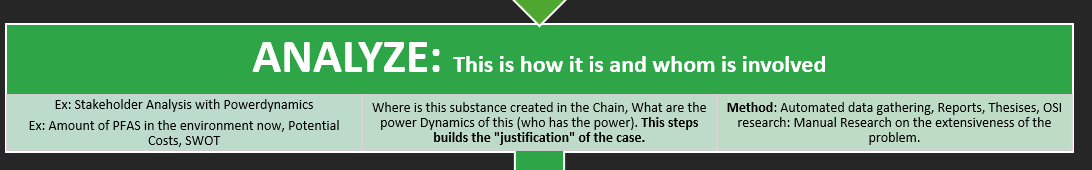 ANALYZE: This is how it is and whom is involved
Ex: Stakeholder Analysis with Powerdynamics
Ex: Amount of PFAS in the environment now, Potential
Costs, SWOT
Where is this substance created in the Chain, What are the
power Dynamics of this (who has the power). This steps
builds the "justification" of the case.
Method: Automated data gathering, Reports, Thesises, OSI
research: Manual Research on the extensiveness of the
problem.